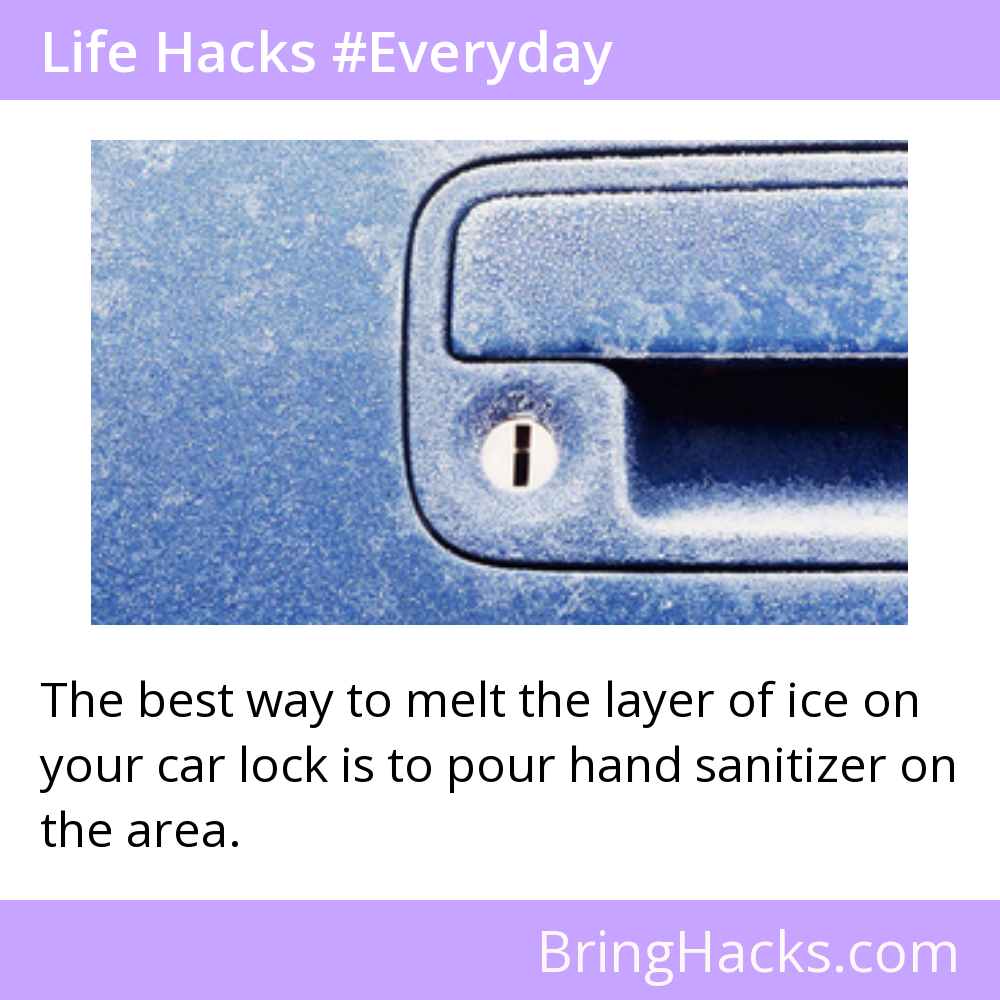 Life Hacks #Everyday
The best way to melt the layer of ice on
your car lock is to pour hand sanitizer on
the area.
BringHacks.com